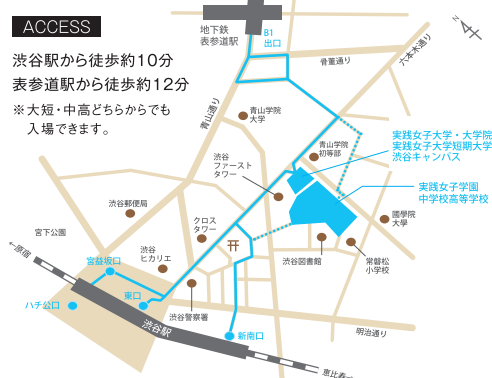 ACCESS
渋谷駅から徒歩約10分
表参道駅から徒歩約12分
※大短・中高どちらからでも
入場できます。
地下鉄
表参道駅
B1
出口
N
骨董通り
六本木通り
青山通り
青山学院
大学
青山学院
初等部
実践女子大学・大学院
実践女子大学短期大学
渋谷キャンパス
渋谷
ファースト
タワー
実践女子学園
中学校高等学校
渋谷郵便局
國學院
大學
クロス
タワー
宮下公園
渋谷
ヒカリエ
←原宿
宮益坂口
渋谷図書館
常磐松
小学校
東口
ハチ公口
渋谷警察署
渋谷駅
新南口
明治通り